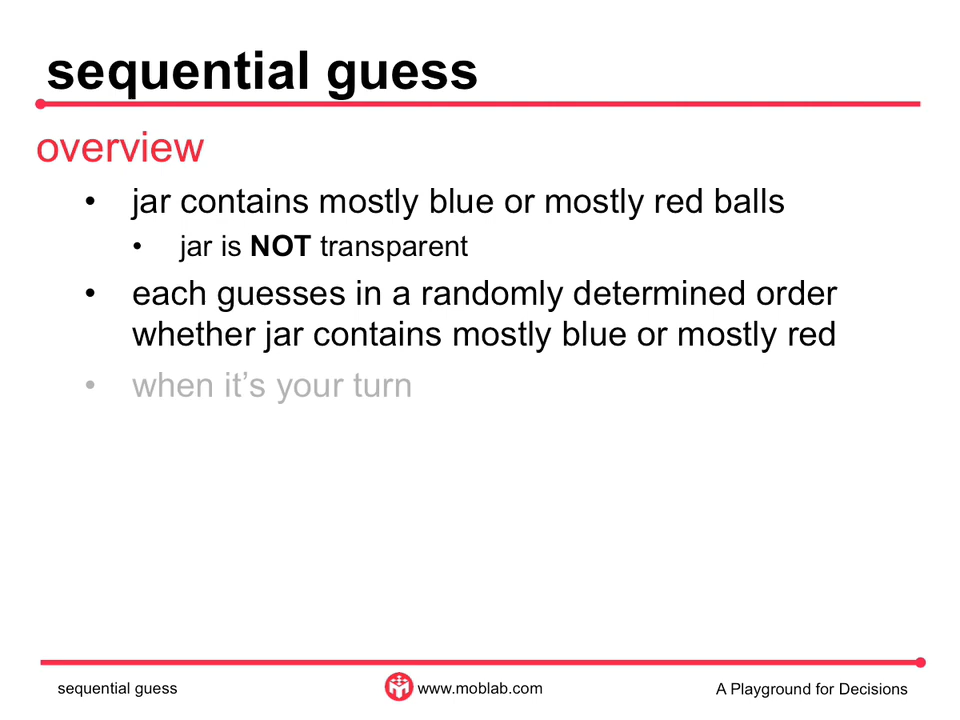 sequential guess
overview
• jar contains mostly blue or mostly red balls
• jar is NOT transparent
• each guesses in a randomly determined order
whether jar contains mostly blue or mostly red
• when it’s your turn
sequential guess www.moblab.com A Playground for Decisions